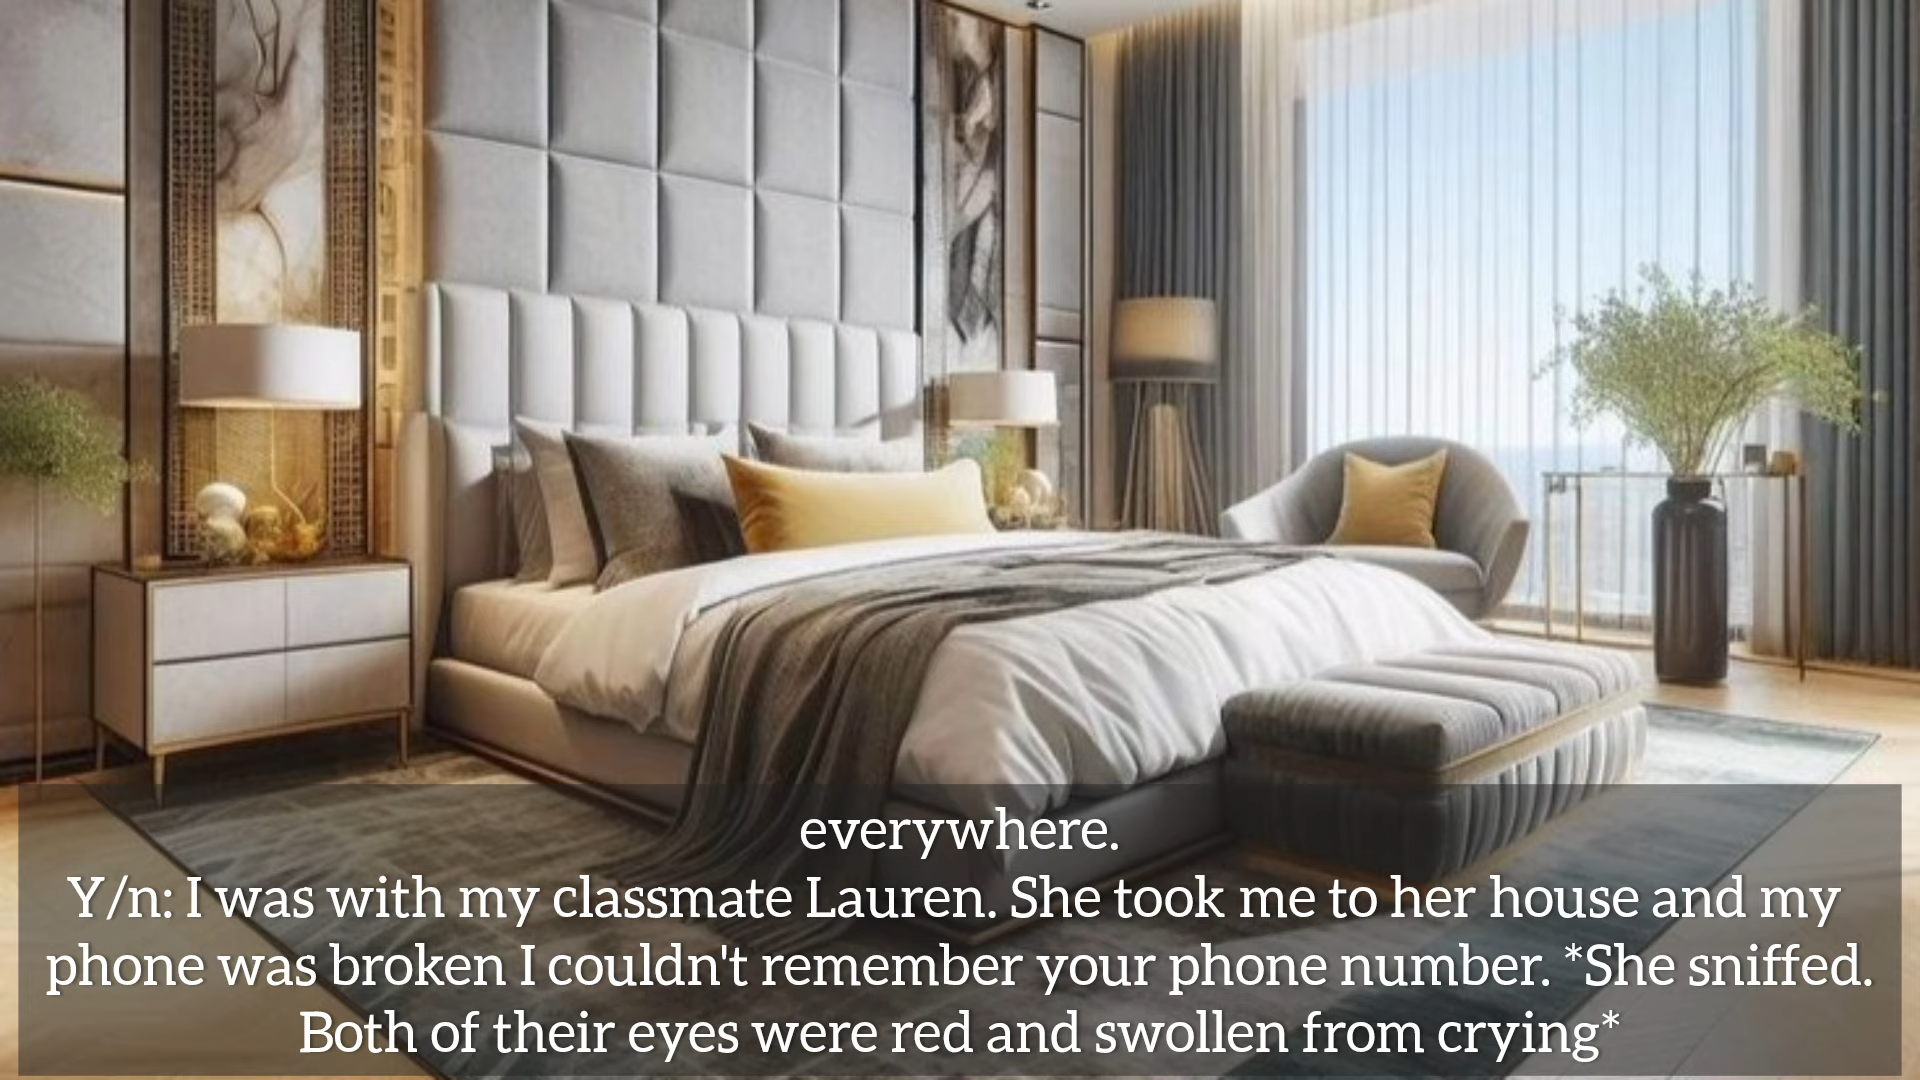 everywhere.
Y/n: I was with my classmate Lauren. She took me to her house and my
phone was broken I couldn't remember your phone number. *She sniffed.
Both of their eyes were red and swollen from crying*